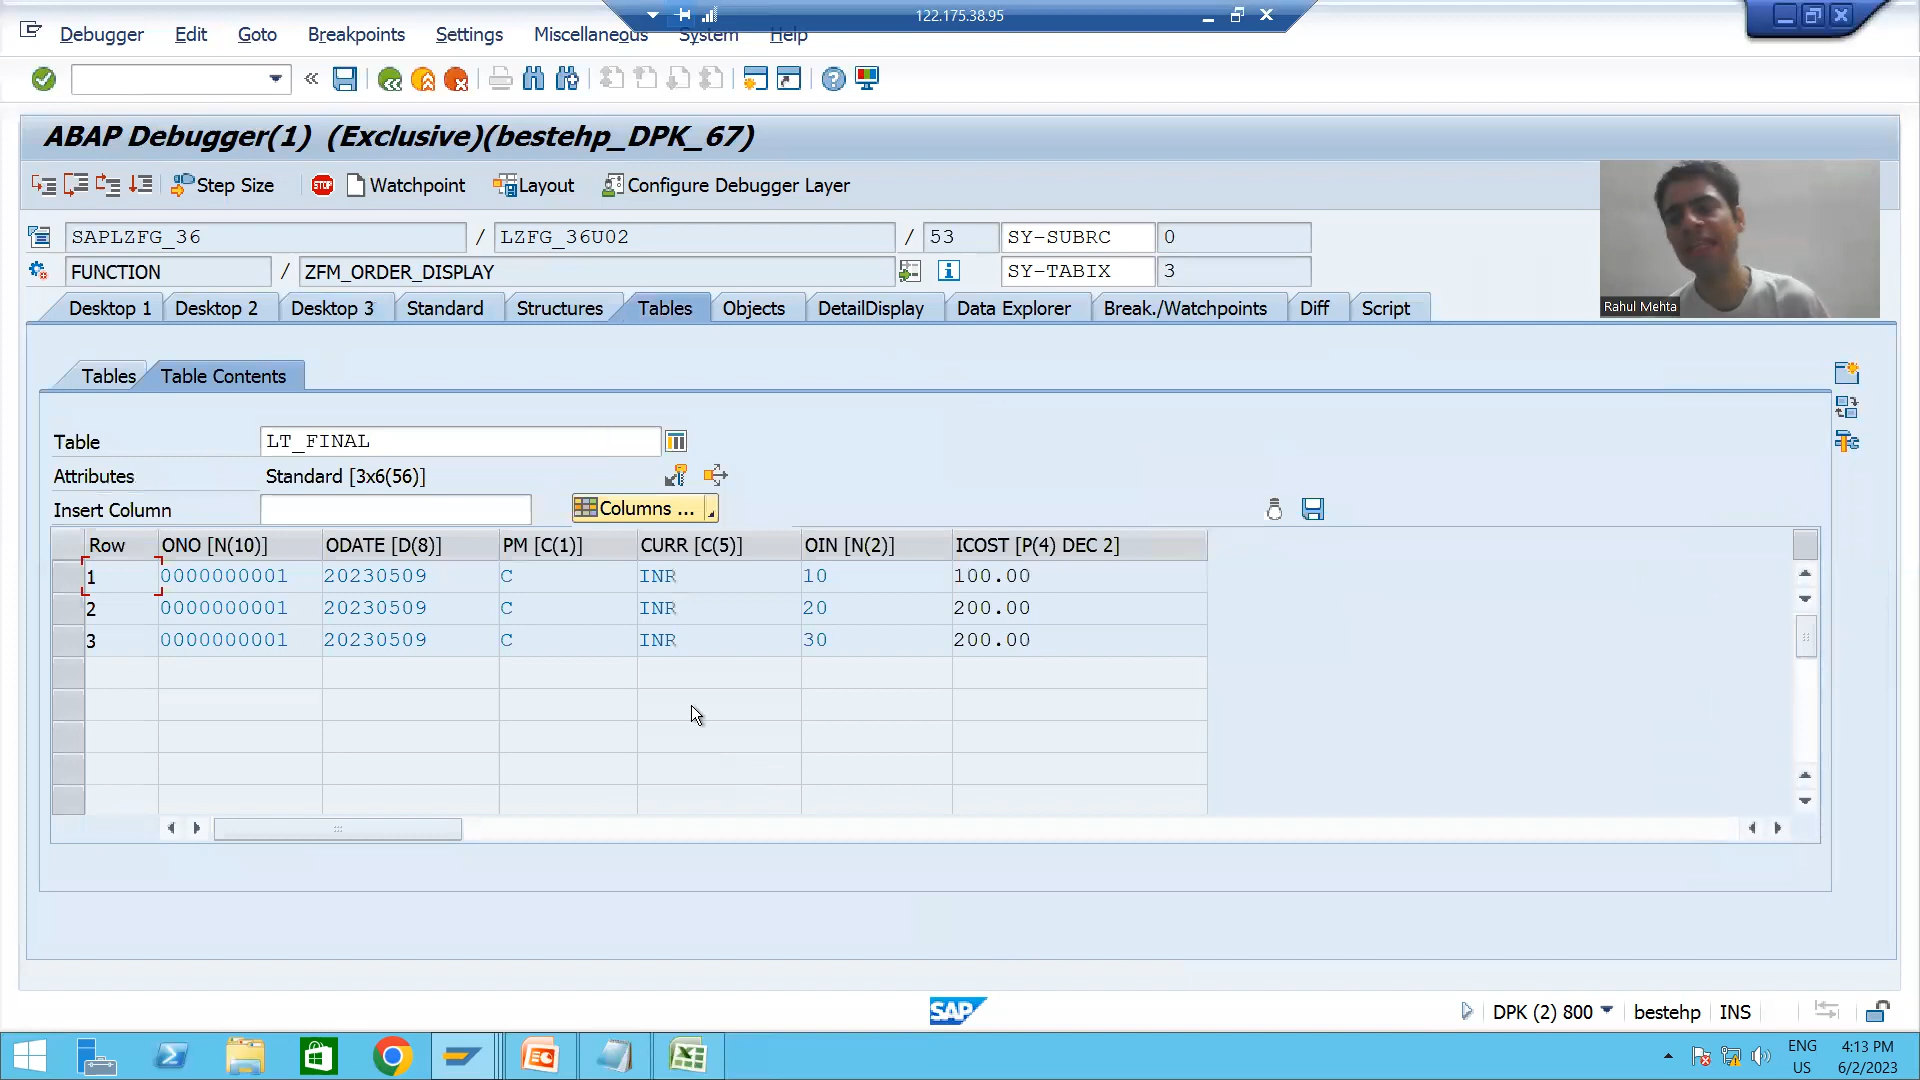 122.175.38.95
Debugger Edit Goto Breakpoints Settings Miscellaneous System Help
ABAP Debugger(1) (Exclusive)(bestehp_DPK_67)
Step Size STOP Watchpoint Layout Configure Debugger Layer
SAPLZFG_36 / LZFG_36U02 / 53 SY-SUBRC 0
FUNCTION / ZFM_ORDER_DISPLAY SY-TABIX 3
Rahul Mehta
Desktop 1 Desktop 2 Desktop 3 Standard Structures Tables Objects DetailDisplay Data Explorer Break./Watchpoints Diff Script
Tables Table Contents
Table LT_FINAL
Attributes Standard [3x6(56)]
Insert Column Columns ...
Row ONO [N(10)] ODATE [D(8)] PM [C(1)] CURR [C(5)] OIN [N(2)] ICOST [P(4) DEC 2]
1 0000000001 20230509 C INR 10 100.00
2 0000000001 20230509 C INR 20 200.00
3 0000000001 20230509 C INR 30 200.00
SAP DPK (2) 800 bestehp INS
ENG 4:13 PM
US 6/2/2023